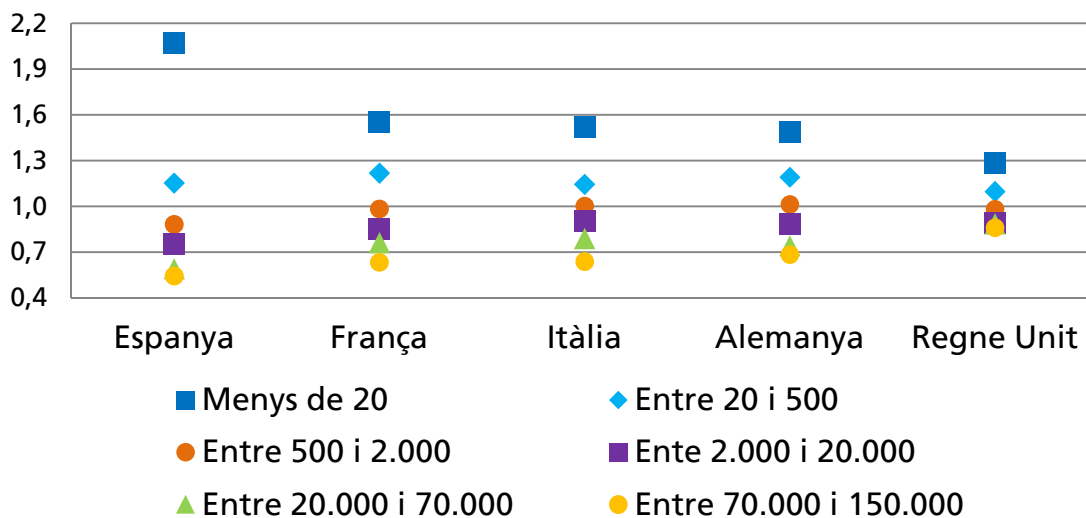 2,2
1,9
1,6
1,3
1,0
0,7
0,4
Espanya França Itàlia Alemanya Regne Unit
Menys de 20 Entre 20 i 500
Entre 500 i 2.000 Ente 2.000 i 20.000
Entre 20.000 i 70.000 Entre 70.000 i 150.000